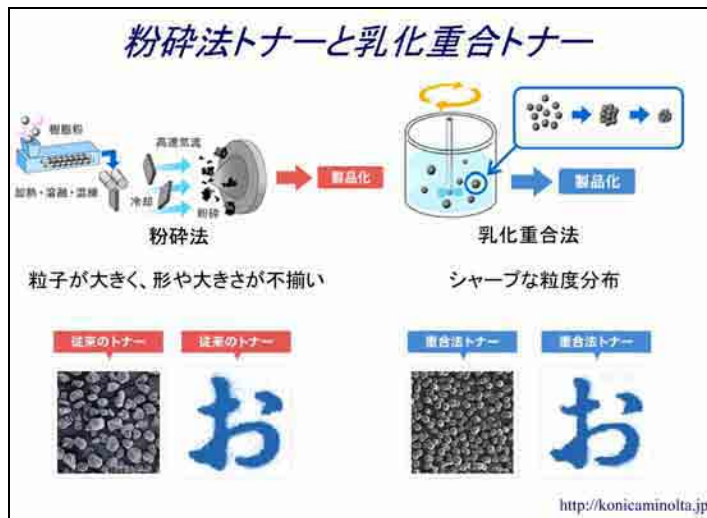 粉砕法トナーと乳化重合トナー
樹脂粉
高速気流
加熱・溶融・混練
冷却
粉砕
製品化
粉砕法
粒子が大きく、形や大きさが不揃い
製品化
乳化重合法
シャープな粒度分布
従来のトナー
従来のトナー
お
重合法トナー
重合法トナー
お
http://konicaminolta.jp